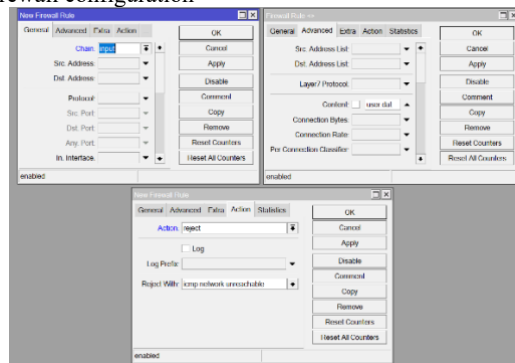 New Firewall Rule
General Advanced Extra Action
Chain: input
Src. Address:
Dst. Address:
Protocol:
Src. Port:
Dst. Port:
Any. Port:
In. Interface:
OK
Cancel
Apply
Disable
Comment
Copy
Remove
Reset Counters
Reset All Counters
enabled
Firewall Rule
General Advanced Extra Action Statistics
Src. Address List:
Dst. Address List:
Layer7 Protocol:
Content:
Connection Bytes:
Connection Rate:
Per Connection Classifier:
OK
Cancel
Apply
Disable
Comment
Copy
Remove
Reset Counters
Reset All Counters
enabled
New Firewall Rule
General Advanced Extra Action Statistics
Action: reject
Log
Log Prefix:
Reject With: icmp network unreachable
OK
Cancel
Apply
Disable
Comment
Copy
Remove
Reset Counters
Reset All Counters
enabled